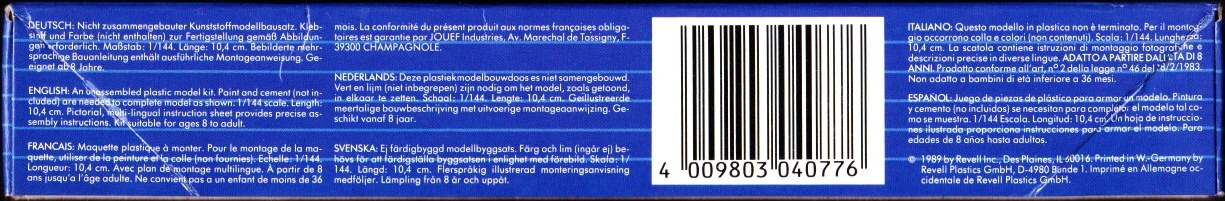 DEUTSCH: Nicht zusammengebauter Kunststoffmodellbausatz. Kleb-
stoff und Farbe (nicht enthalten) zur Fertigstellung gemäß Abbildun-
gen erforderlich. Maßstab: 1/144. Länge: 10,4 cm. Bebilderte mehr-
sprachige Bauanleitung enthält ausführliche Montageanweisung. Ge-
eignet ab 8 Jahre.
ENGLISH: An unassembled plastic model kit. Paint and cement (not in-
cluded) are needed to complete model as shown. 1/144 scale. Length:
10,4 cm. Pictorial, multi-lingual instruction sheet provides precise as-
sembly instructions. Kit suitable for ages 8 to adult.
FRANCAIS: Maquette plastique à monter. Pour le montage de la ma-
quette, utiliser de la peinture et la colle (non fournies). Echelle: 1/144.
Longueur: 10,4 cm. Avec plan de montage multilingue. À partir de 8
ans jusqu'a l'âge adulte. Ne convient pas a un enfant de moins de 36
mois. La conformité du présent produit aux normes françaises obliga-
toires est garantie par JOUEF Industries, Av. Marechal de Tassigny, F-
39300 CHAMPAGNOLE.
NEDERLANDS: Deze plastiekmodelbouwdoos es niet samengebouwd.
Vert en lijm (niet inbegrepen) zijn nodig om het model, zoals getoond,
in elkaar te zetten. Schaal: 1/144. Lengte: 10,4 cm. Geïllustreerde
meertalige bouwbeschrijving met uitvoerige montageaanwijzing. Ge-
schikt vanaf 8 jaar.
SVENSKA: Ej färdigbyggd modellbyggsats. Färg och lim (ingår ej) be-
hövs för att färdigställa byggsatsen i enlighet med förebild. Skala: 1/
144. Längd: 10,4 cm. Flerspråkig illustrerad monteringsanvisning
medföljer. Lämpling från 8 år och uppåt.
4 009803 040776
ITALIANO: Questo modello in plastica non è terminato. Per il montag-
gio occorrono colla e colori (non contenuti). Scala: 1/144. Lunghezza:
10,4 cm. La scatola contiene istruzioni di montaggio fotografiche e
descrizioni precise in diverse lingue. ADATTO A PARTIRE DALL'ETA DI 8
ANNI. Prodotto conforme all'art. nº 2 della legge nº 46 del 18/2/1983.
Non adatto a bambini di età inferiore a 36 mesi.
ESPAÑOL: Juego de piezas de plástico para armar un modelo. Pintura
y cemento (no incluidos) se necesitan para completar el modelo tal co-
mo se muestra. 1/144 Escala. Longitud: 10,4 cm. Un hoja de instruccio-
nes ilustrada proporciona instrucciones para armar el modelo. Para
edades de 8 años hasta adultos.
© 1989 by Revell Inc., Des Plaines, IL 60016. Printed in W.-Germany by
Revell Plastics GmbH, D-4980 Bünde 1. Imprimé en Allemagne oc-
cidentale de Revell Plastics GmbH.